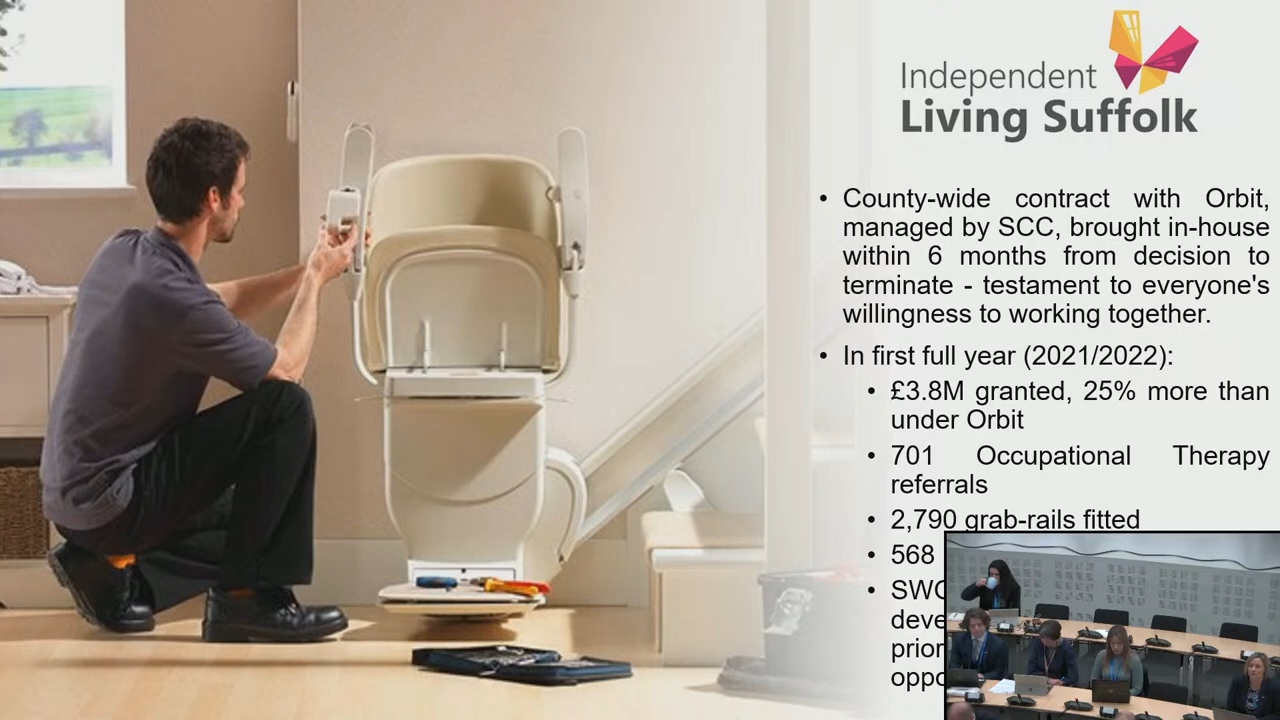 Independent
Living Suffolk
• County-wide contract with Orbit,
managed by SCC, brought in-house
within 6 months from decision to
terminate - testament to everyone's
willingness to working together.
• In first full year (2021/2022):
• £3.8M granted, 25% more than
under Orbit
• 701 Occupational Therapy
referrals
• 2,790 grab-rails fitted
• 568
•